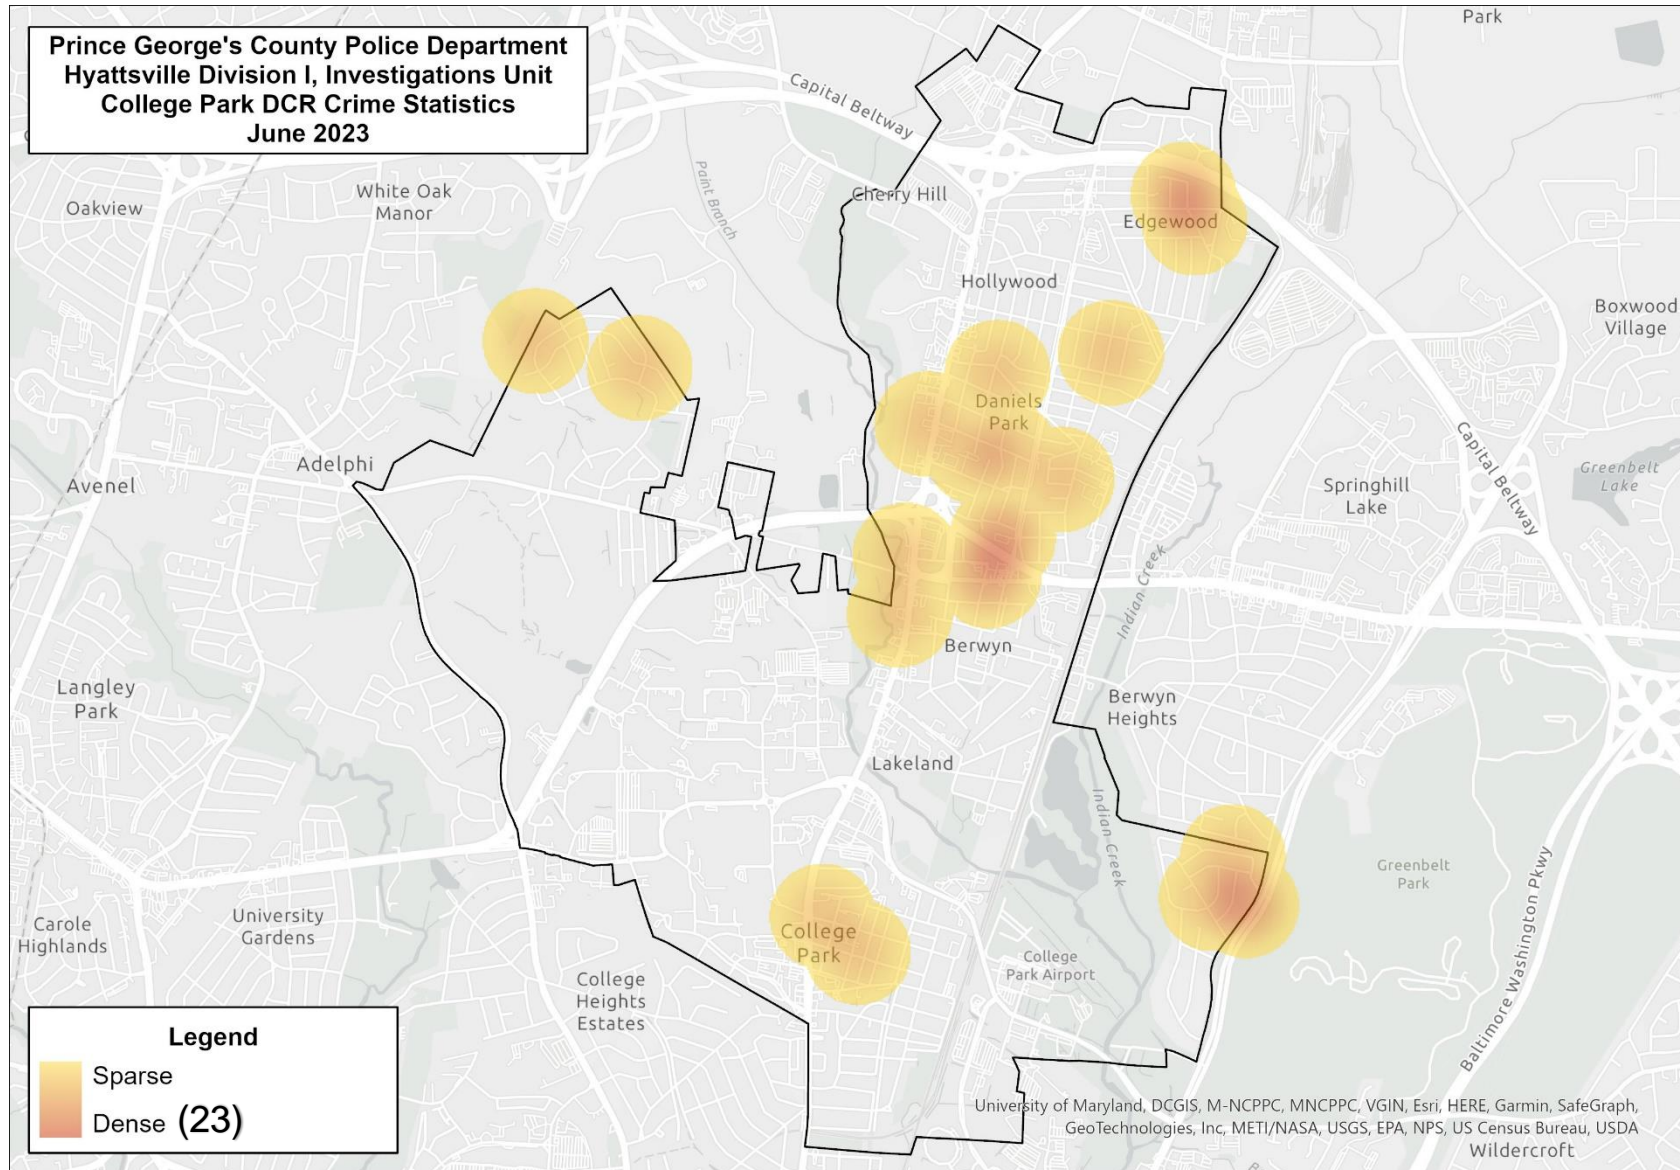 Prince George's County Police Department
Hyattsville Division I, Investigations Unit
College Park DCR Crime Statistics
June 2023
Park
Capital Beltway
Paint Branch
White Oak
Manor
Oakview
Cherry Hill
Edgewood
Hollywood
Boxwood
Village
Daniels
Park
Capital Beltway
Adelphi
Avenel
Springhill
Lake
Greenbelt
Lake
Indian Creek
Berwyn
Langley
Park
Berwyn
Heights
Lakeland
Indian Creek
Greenbelt
Park
Baltimore Washington Pkwy
Carole
Highlands
University
Gardens
College
Park
College
Park Airport
College
Heights
Estates
Legend
Sparse
Dense (23)
University of Maryland, DCGIS, M-NCPPC, MNCPPC, VGIN, Esri, HERE, Garmin, SafeGraph,
GeoTechnologies, Inc, METI/NASA, USGS, EPA, NPS, US Census Bureau, USDA
Wildercroft